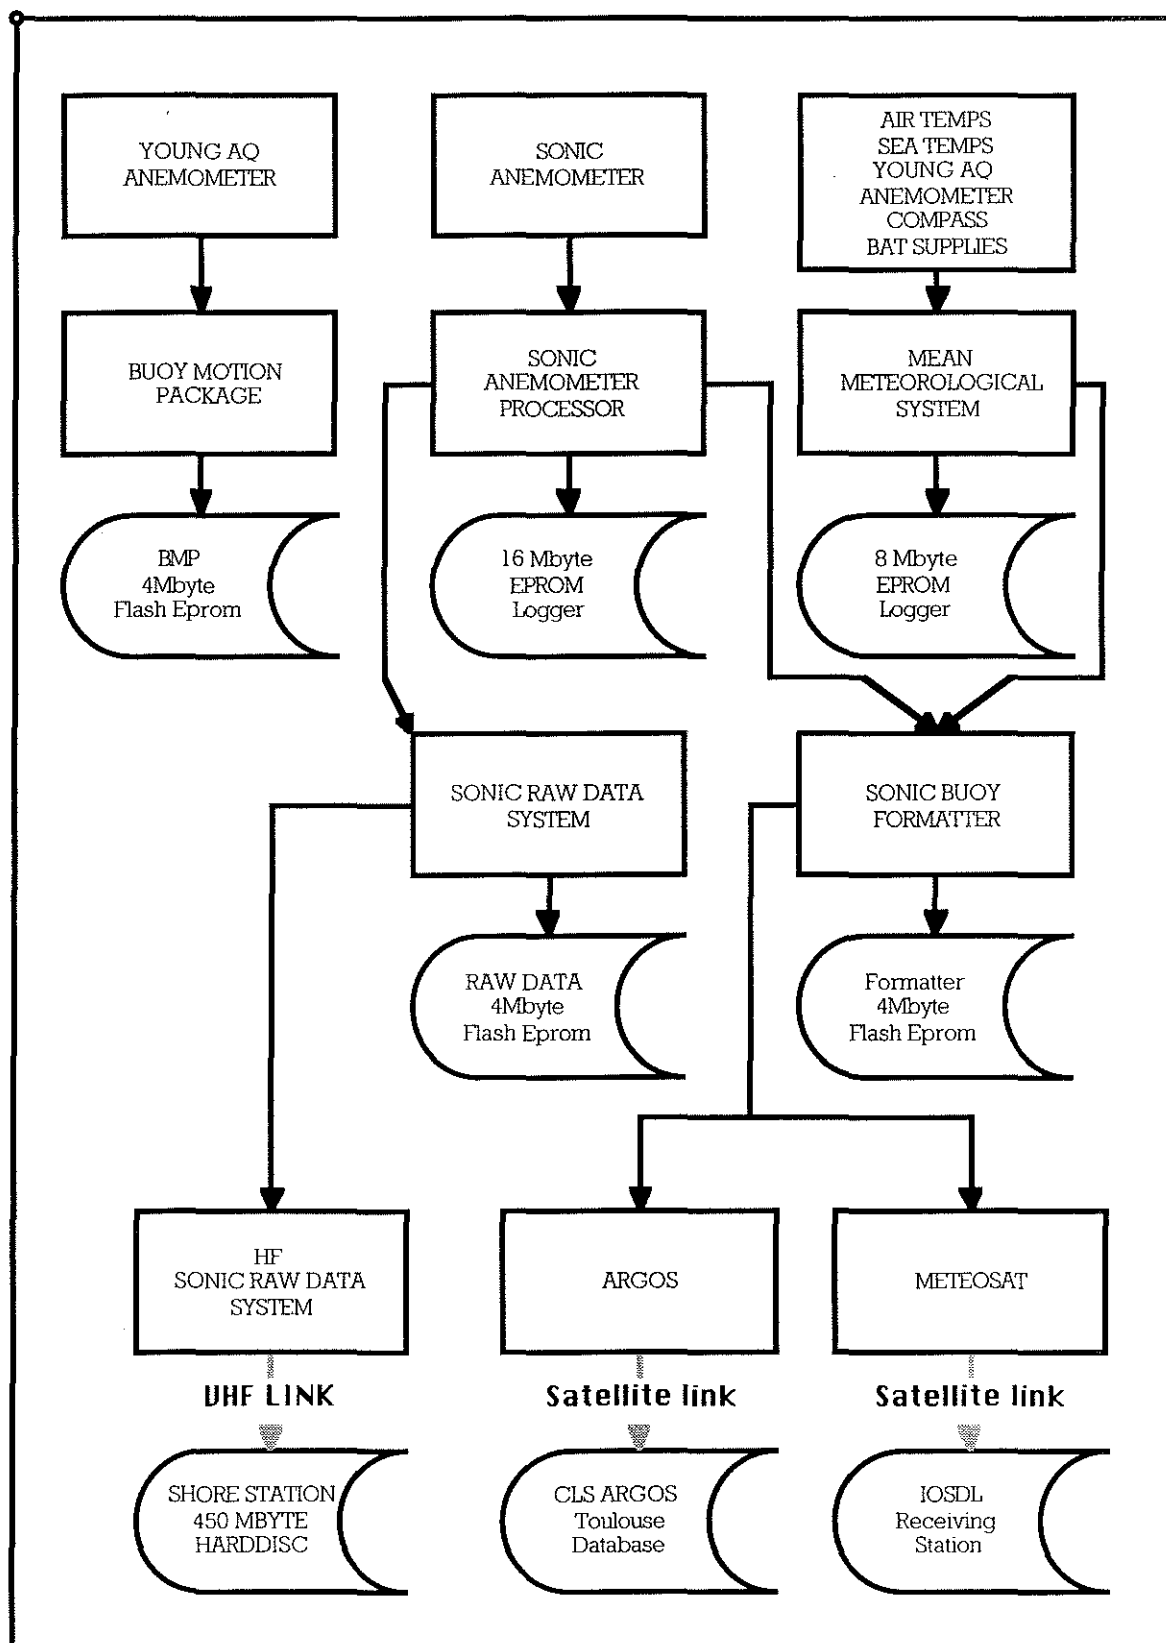 YOUNG AQ
ANEMOMETER
SONIC
ANEMOMETER
AIR TEMPS
SEA TEMPS
YOUNG AQ
ANEMOMETER
COMPASS
BAT SUPPLIES
BUOY MOTION
PACKAGE
SONIC
ANEMOMETER
PROCESSOR
MEAN
METEOROLOGICAL
SYSTEM
BMP
4Mbyte
Flash Eprom
16 Mbyte
EPROM
Logger
8 Mbyte
EPROM
Logger
SONIC RAW DATA
SYSTEM
SONIC BUOY
FORMATTER
RAW DATA
4Mbyte
Flash Eprom
Formatter
4Mbyte
Flash Eprom
HF
SONIC RAW DATA
SYSTEM
ARGOS
METEOSAT
UHF LINK
Satellite link
Satellite link
SHORE STATION
450 MBYTE
HARDDISC
CLS ARGOS
Toulouse
Database
IOSDL
Receiving
Station